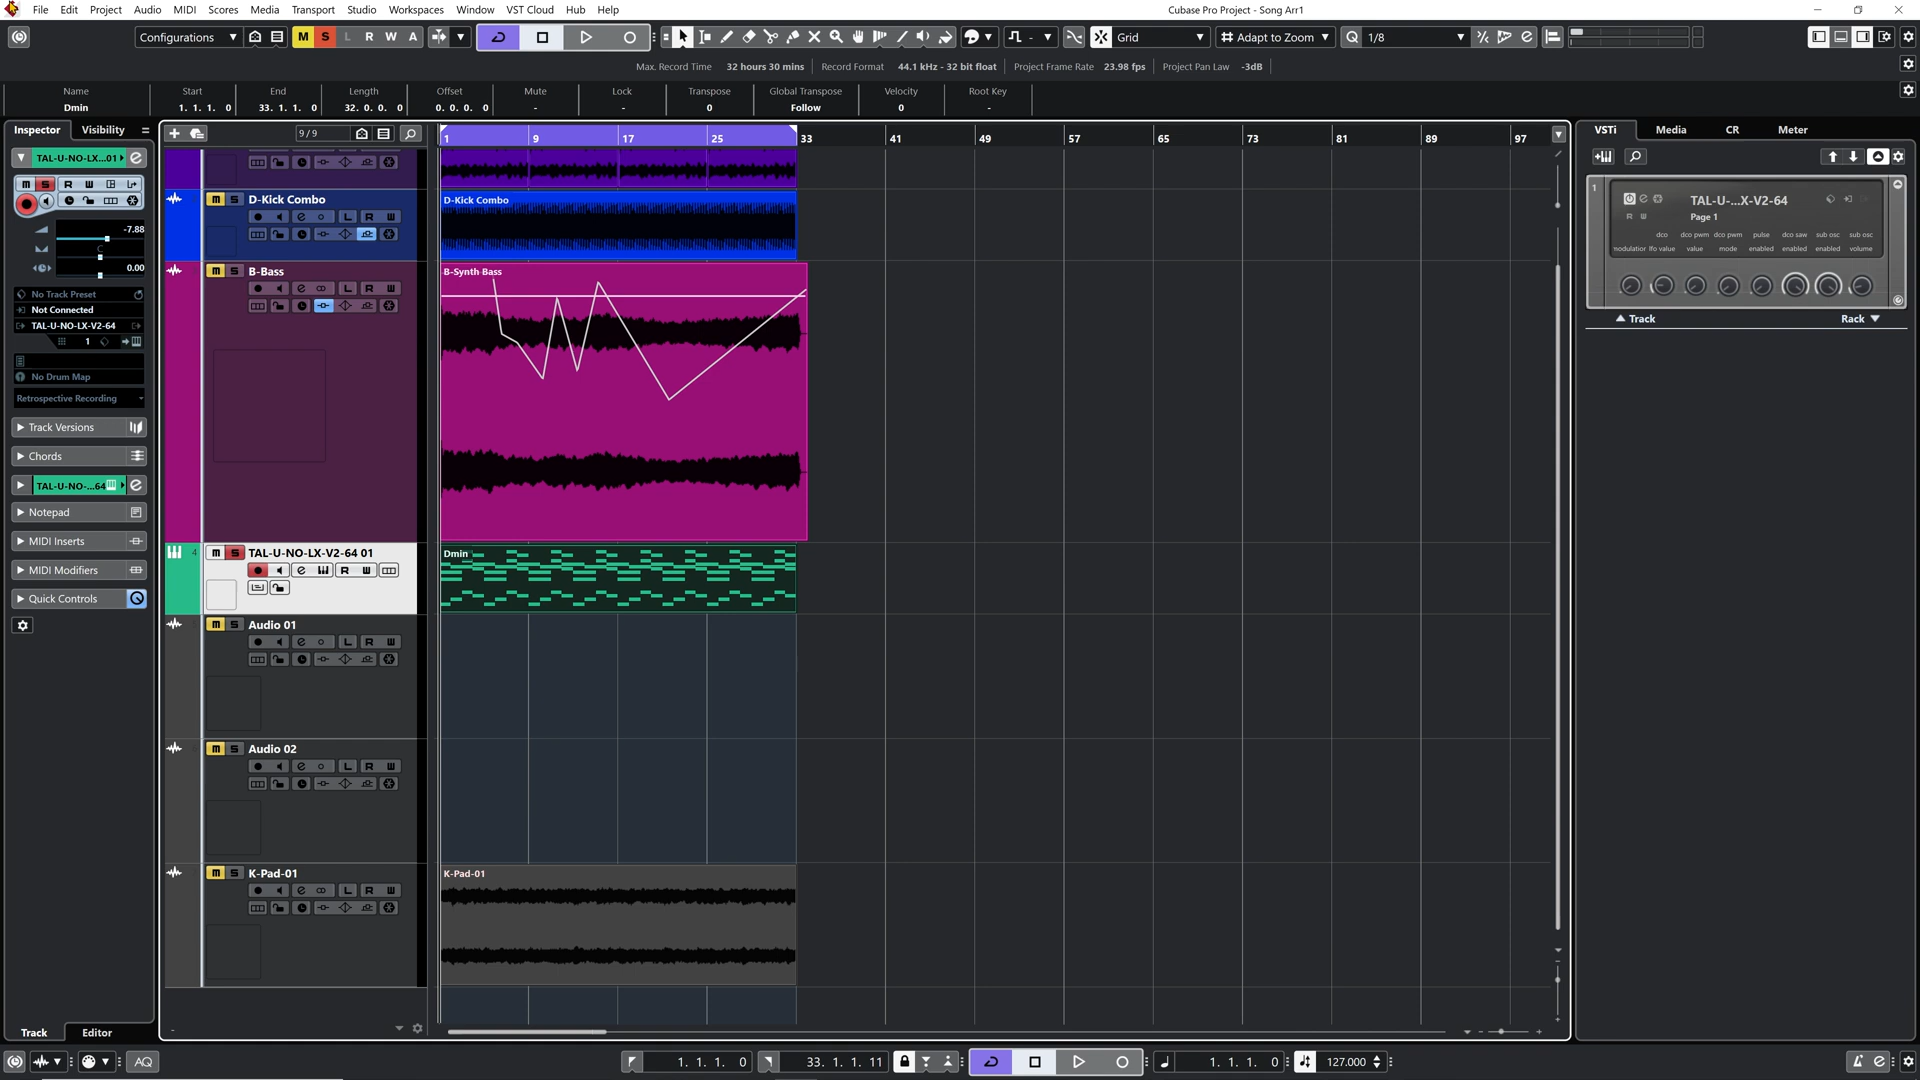 File Edit Project Audio MIDI Scores Media Transport Studio Workspaces Window VST Cloud Hub Help
Cubase Pro Project - Song Arr1
Configurations M S L R W A Grid # Adapt to Zoom Q 1/8
Max. Record Time 32 hours 30 mins Record Format 44.1 kHz - 32 bit float Project Frame Rate 23.98 fps Project Pan Law -3dB
Name Start End Length Offset Mute Lock Transpose Global Transpose Velocity Root Key
Dmin 1. 1. 1. 0 33. 1. 1. 0 32. 0. 0. 0 0. 0. 0. 0 - - 0 Follow 0 -
Inspector Visibility
TAL-U-NO-LX...01
M S R W
-7.88
C
0.00
No Track Preset
Not Connected
TAL-U-NO-LX-V2-64
1
No Drum Map
Retrospective Recording
Track Versions
Chords
TAL-U-NO-...64
Notepad
MIDI Inserts
MIDI Modifiers
Quick Controls
Track Editor
9 / 9
1 9 17 25 33 41 49 57 65 73 81 89 97
M S D-Kick Combo
L R W
D-Kick Combo
M S B-Bass
L R W
B-Synth Bass
4 M S TAL-U-NO-LX-V2-64 01
R W
Dmin
M S Audio 01
L R W
M S Audio 02
L R W
M S K-Pad-01
L R W
K-Pad-01
VSTi Media CR Meter
1
TAL-U-...X-V2-64
R W Page 1
dco dco pwm dco pwm pulse dco saw sub osc sub osc
modulation lfo value value mode enabled enabled enabled volume
Track Rack
AQ
1. 1. 1. 0 33. 1. 1. 11 1. 1. 1. 0 127.000